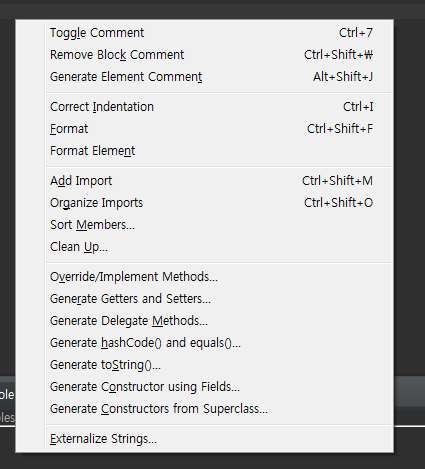 Toggle Comment Ctrl+7
Remove Block Comment Ctrl+Shift+₩
Generate Element Comment Alt+Shift+J
Correct Indentation Ctrl+I
Format Ctrl+Shift+F
Format Element
Add Import Ctrl+Shift+M
Organize Imports Ctrl+Shift+O
Sort Members...
Clean Up...
Override/Implement Methods...
Generate Getters and Setters...
Generate Delegate Methods...
Generate hashCode() and equals()...
Generate toString()...
Generate Constructor using Fields...
Generate Constructors from Superclass...
Externalize Strings...